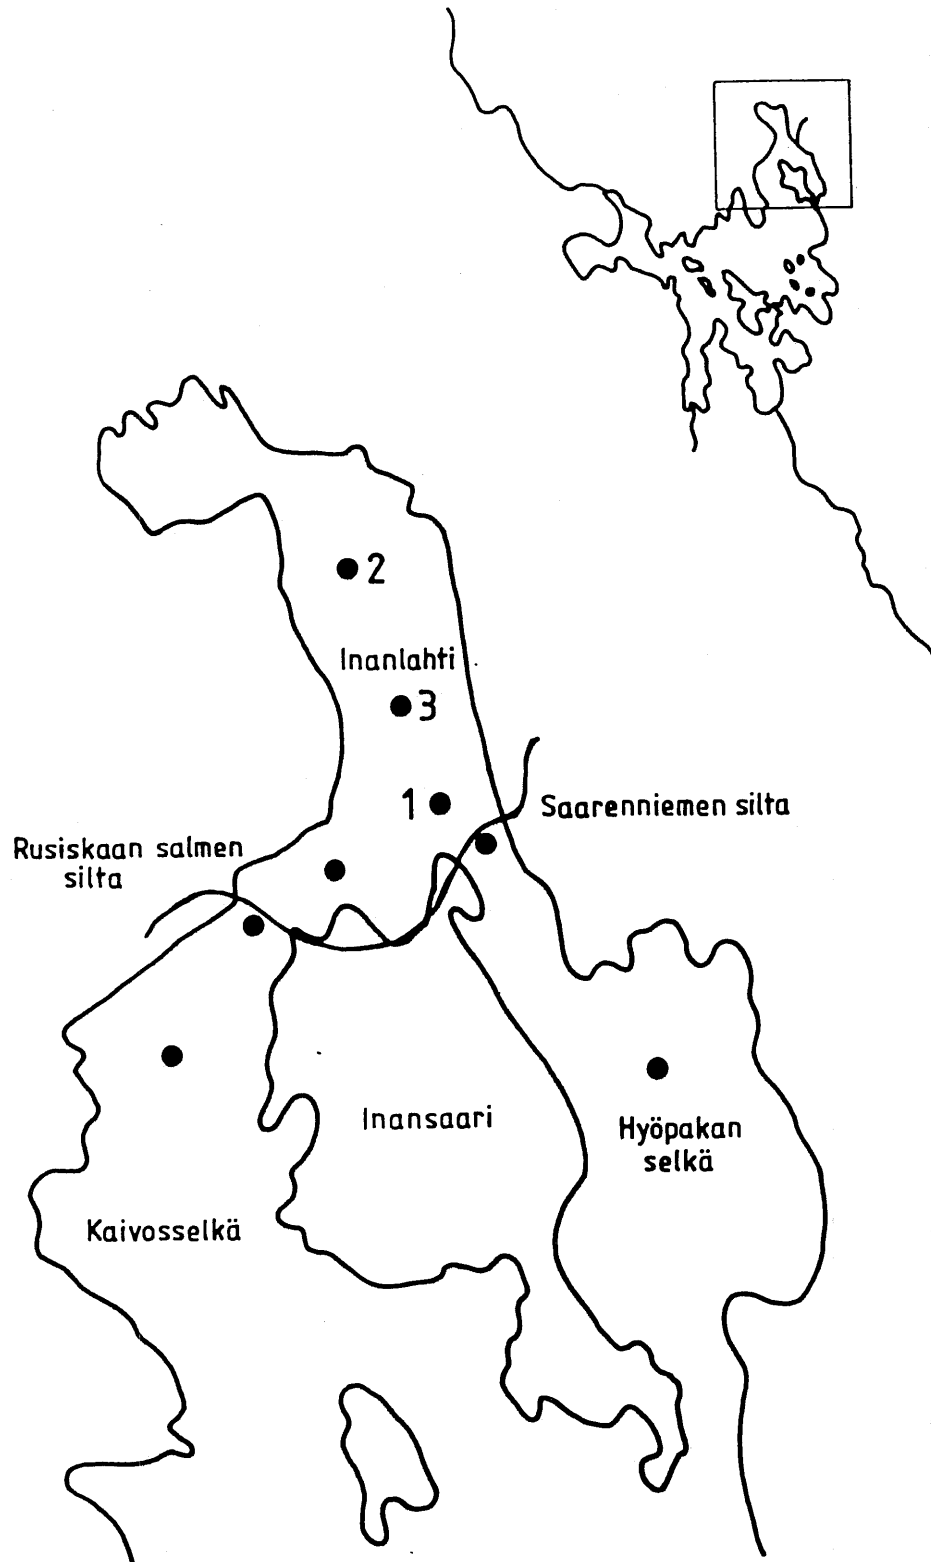 2
Inanlahti
3
1
Saarenniemen silta
Rusiskaan salmen
silta
Inansaari
Hyöpakan
selkä
Kaivosselkä